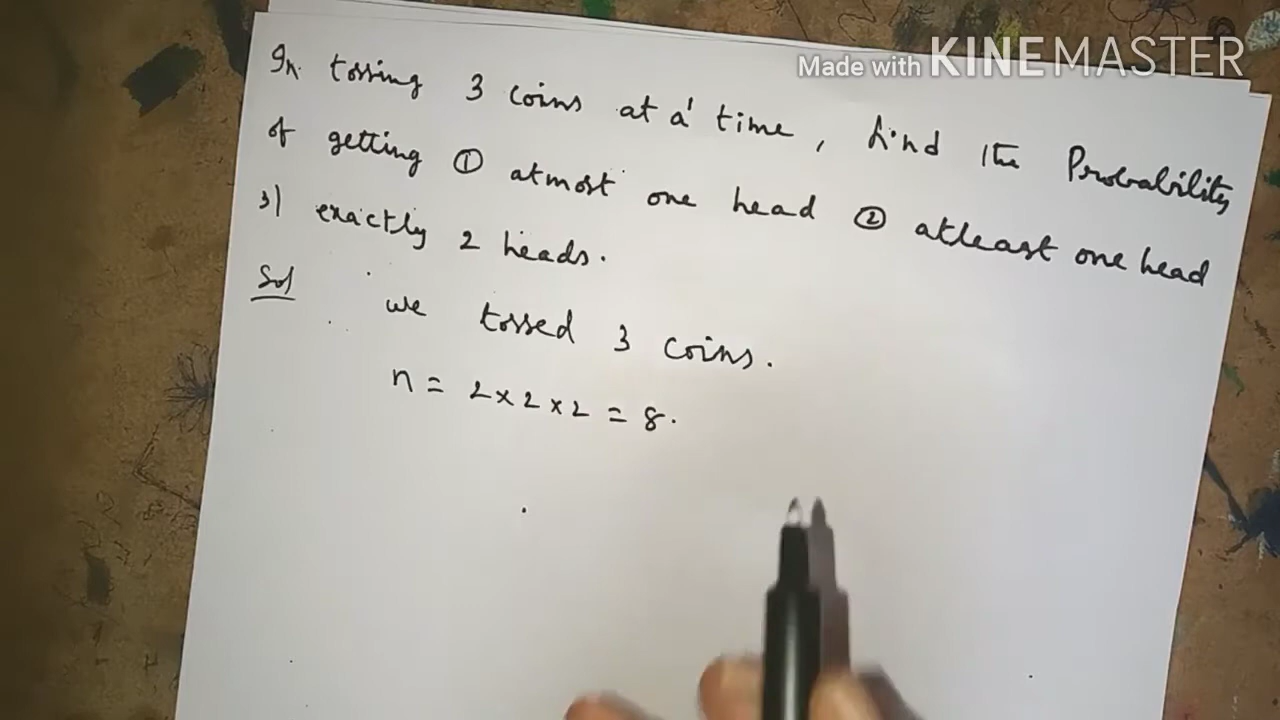 Made with KINEMASTER
In tossing 3 coins at a time, find the Probability
of getting ① atmost one head ② atleast one head
3) exactly 2 heads.
Sol
we tossed 3 coins.
n = 2 x 2 x 2 = 8.